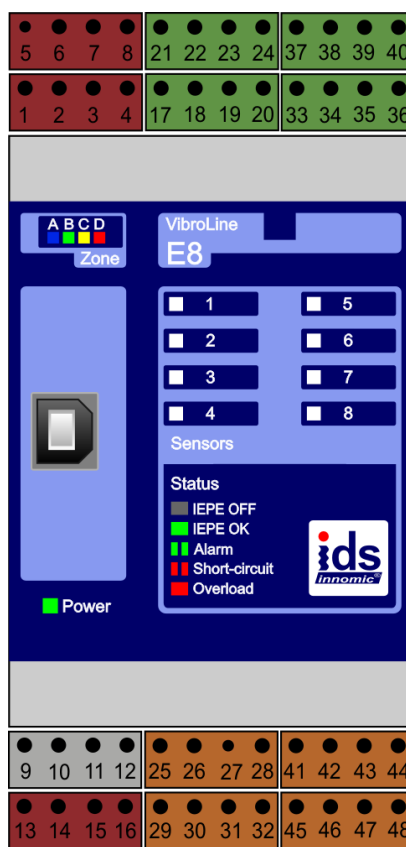 5 6 7 8 21 22 23 24 37 38 39 40
1 2 3 4 17 18 19 20 33 34 35 36
A B C D
Zone
VibroLine
E8
1 5
2 6
3 7
4 8
Sensors
Status
IEPE OFF
IEPE OK
Alarm
Short-circuit
Overload
ids
innomic®
Power
9 10 11 12 25 26 27 28 41 42 43 44
13 14 15 16 29 30 31 32 45 46 47 48